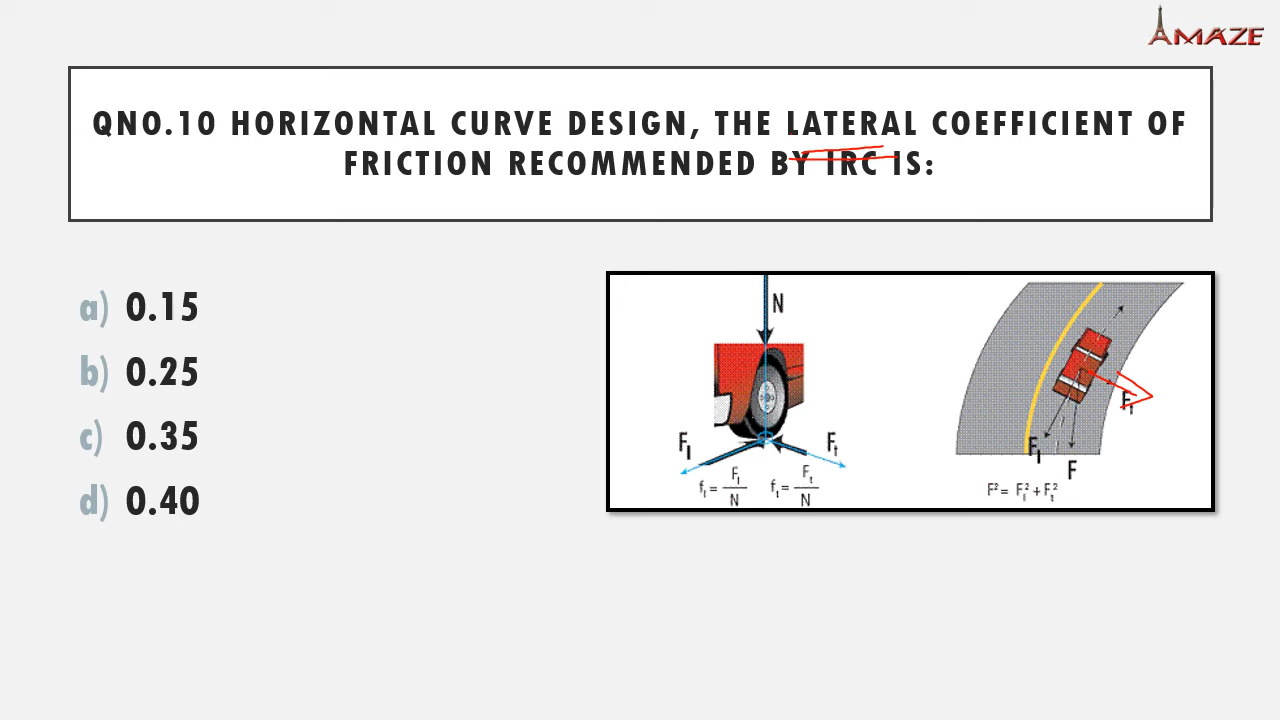 AMAZE
QNO.10 HORIZONTAL CURVE DESIGN, THE LATERAL COEFFICIENT OF
FRICTION RECOMMENDED BY IRC IS:
a) 0.15
b) 0.25
c) 0.35
d) 0.40
N
Fl Ft
fl = Fl/N ft = Ft/N
Fl
F
F² = Fl² + Ft²